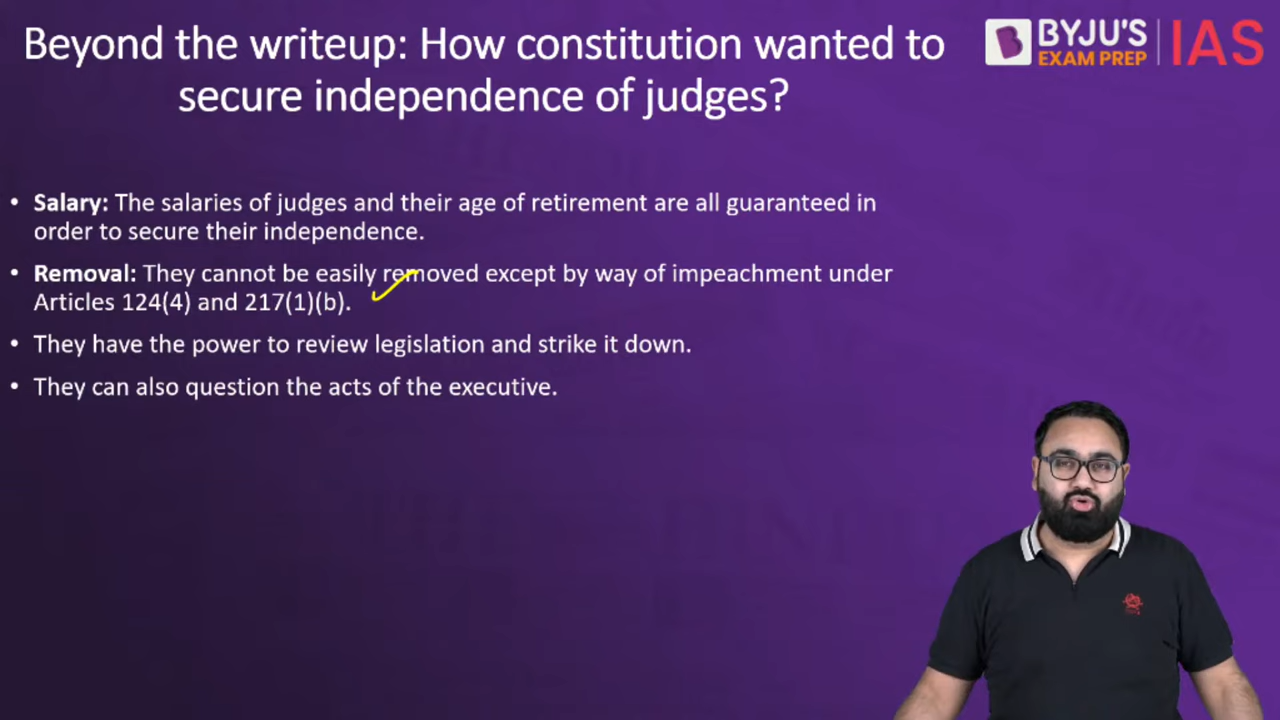 Beyond the writeup: How constitution wanted to
secure independence of judges?
BYJU'S
EXAM PREP
IAS
• Salary: The salaries of judges and their age of retirement are all guaranteed in
order to secure their independence.
• Removal: They cannot be easily removed except by way of impeachment under
Articles 124(4) and 217(1)(b).
• They have the power to review legislation and strike it down.
• They can also question the acts of the executive.